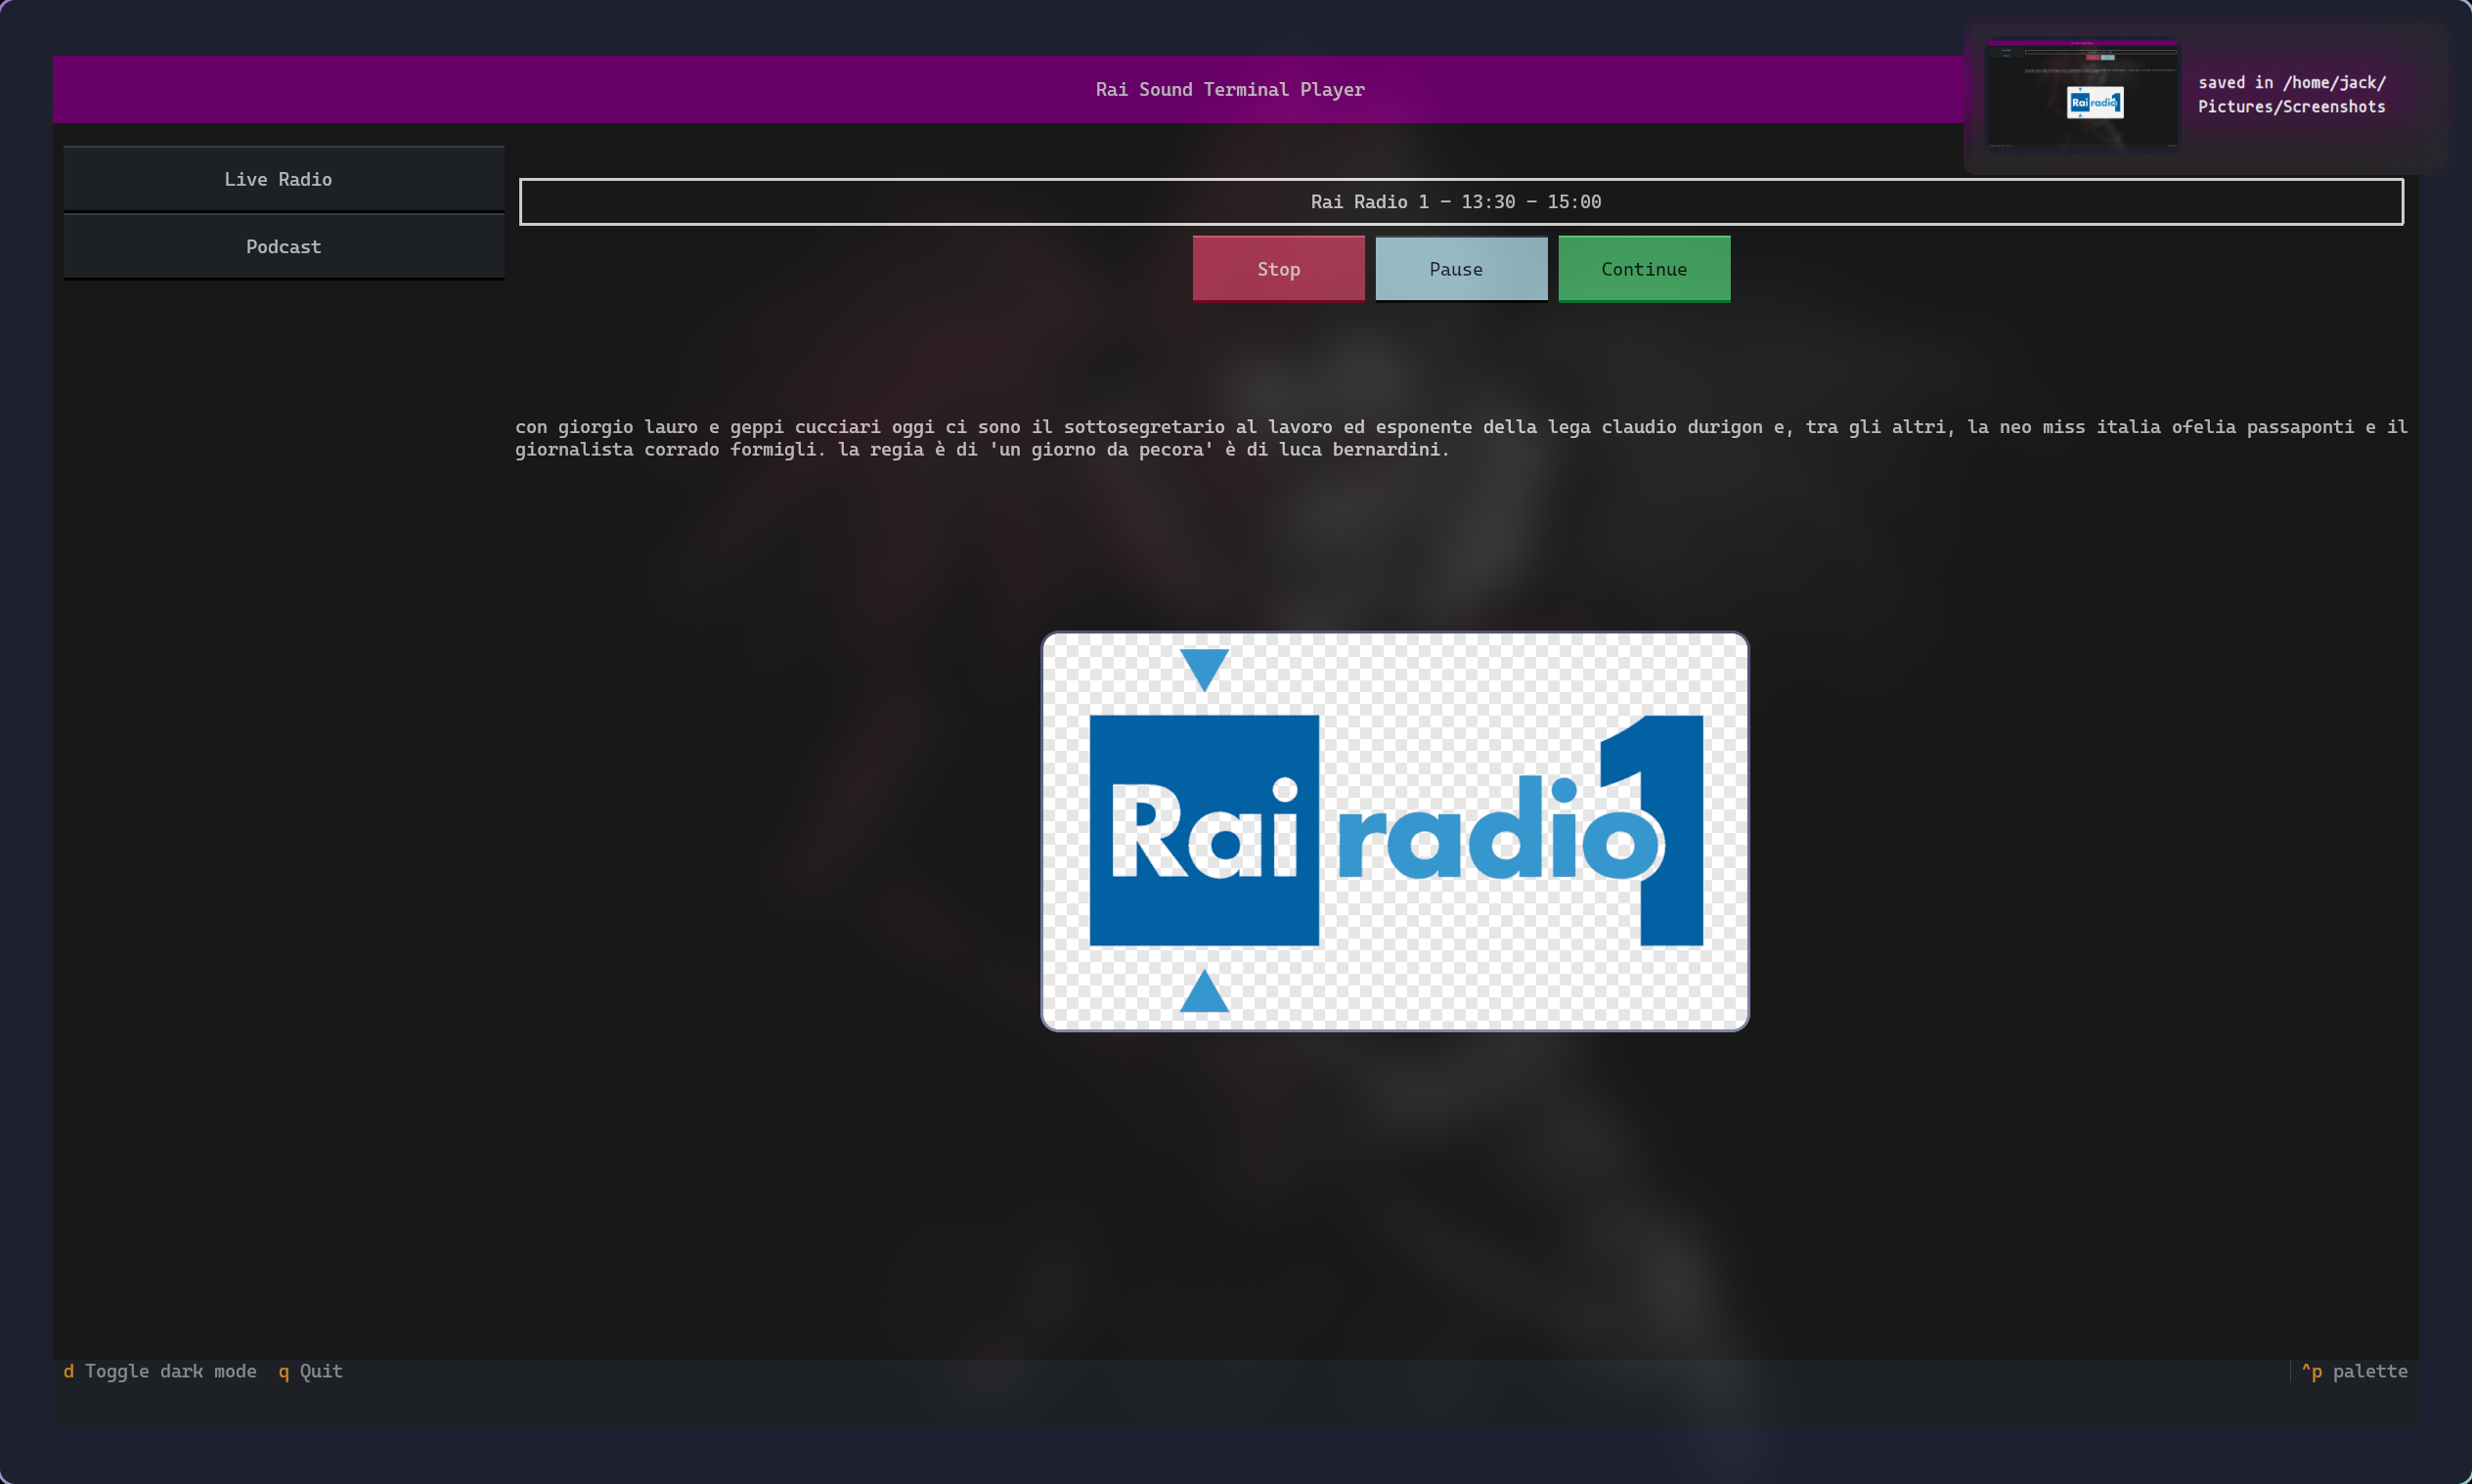 Rai Sound Terminal Player
saved in /home/jack/
Pictures/Screenshots
Live Radio
Podcast
Rai Radio 1 - 13:30 - 15:00
Stop Pause Continue
con giorgio lauro e geppi cucciari oggi ci sono il sottosegretario al lavoro ed esponente della lega claudio durigon e, tra gli altri, la neo miss italia ofelia passaponti e il
giornalista corrado formigli. la regia è di 'un giorno da pecora' è di luca bernardini.
Rai radio 1
d Toggle dark mode q Quit
^p palette